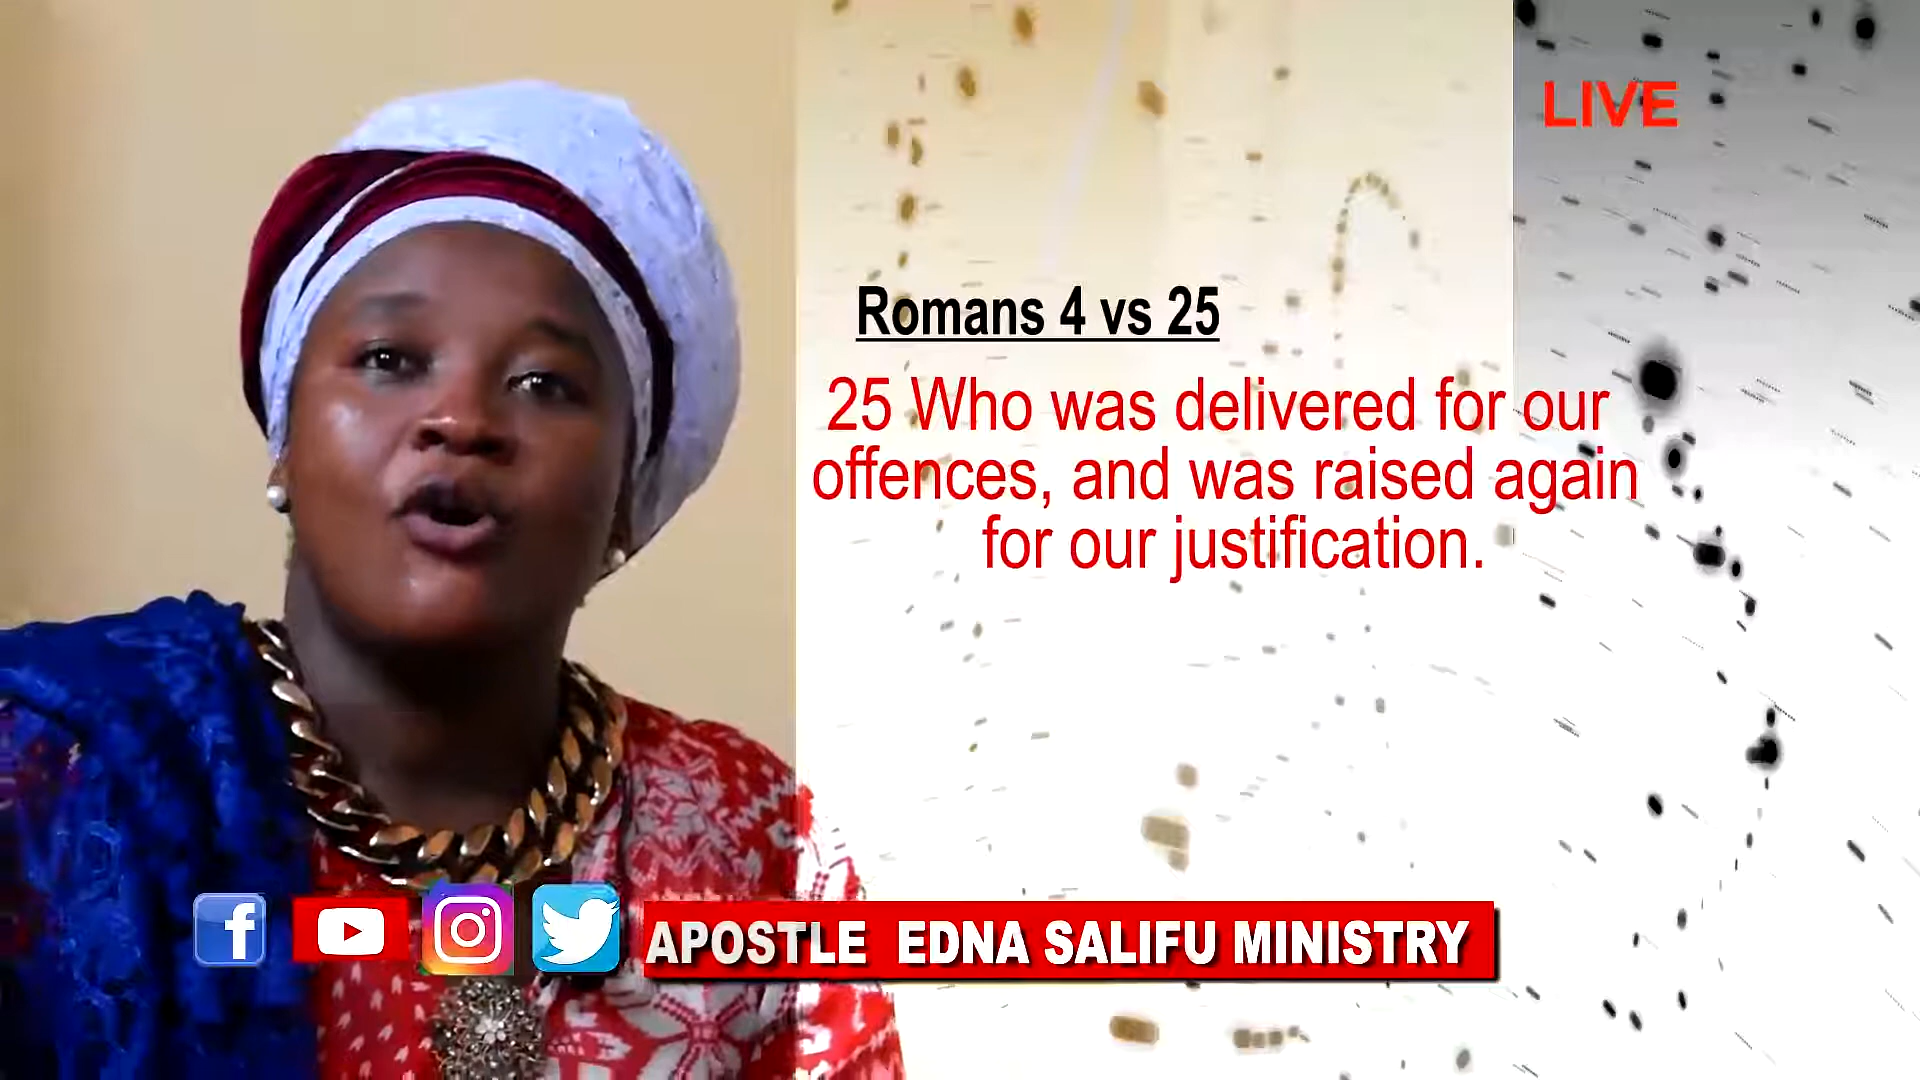 LIVE
Romans 4 vs 25
25 Who was delivered for our
offences, and was raised again
for our justification.
f
APOSTLE EDNA SALIFU MINISTRY